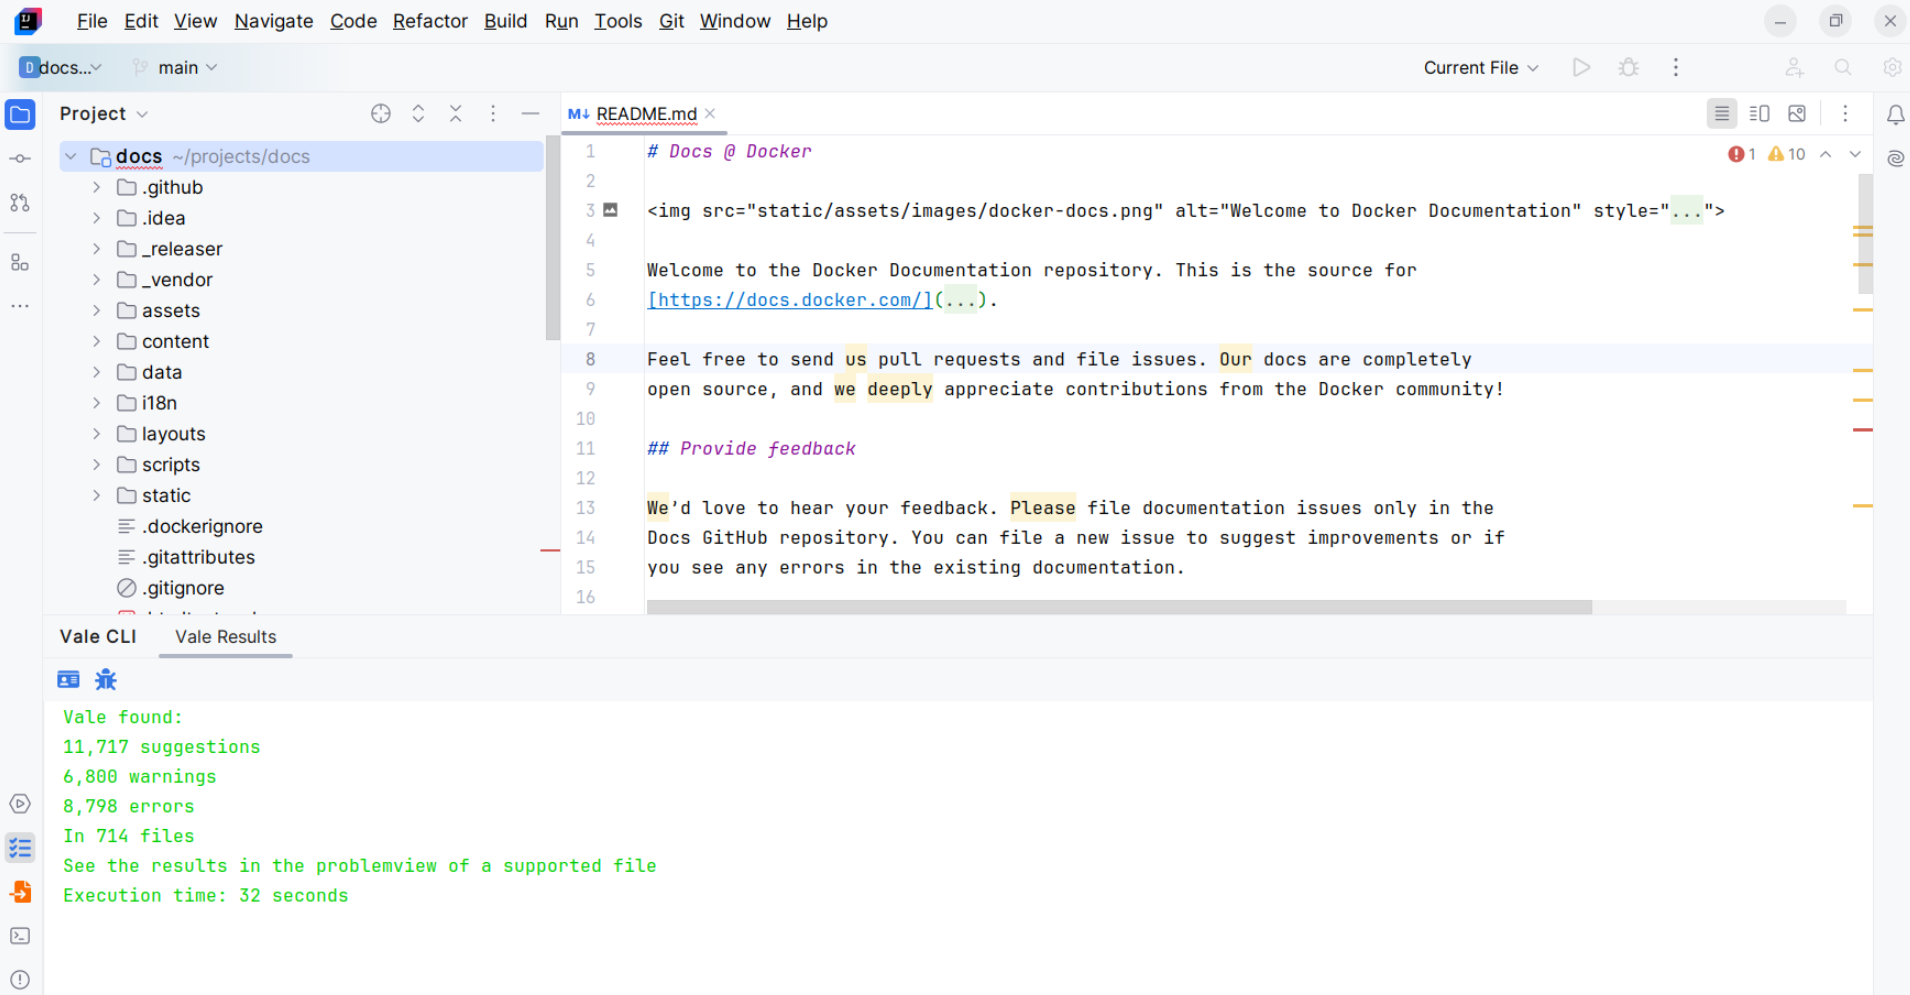 File Edit View Navigate Code Refactor Build Run Tools Git Window Help
D docs... main Current File
Project
README.md
docs ~/projects/docs
.github
.idea
_releaser
_vendor
assets
content
data
i18n
layouts
scripts
static
.dockerignore
.gitattributes
.gitignore
1 10
1 # Docs @ Docker
2
3 <img src="static/assets/images/docker-docs.png" alt="Welcome to Docker Documentation" style="...">
4
5 Welcome to the Docker Documentation repository. This is the source for
6 [https://docs.docker.com/](...).
7
8 Feel free to send us pull requests and file issues. Our docs are completely
9 open source, and we deeply appreciate contributions from the Docker community!
10
11 ## Provide feedback
12
13 We’d love to hear your feedback. Please file documentation issues only in the
14 Docs GitHub repository. You can file a new issue to suggest improvements or if
15 you see any errors in the existing documentation.
16
Vale CLI Vale Results
Vale found:
11,717 suggestions
6,800 warnings
8,798 errors
In 714 files
See the results in the problemview of a supported file
Execution time: 32 seconds